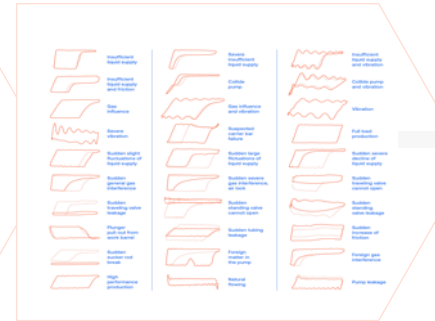 Insufficient
liquid supply
Insufficient
liquid supply
and friction
Gas
influence
Severe
vibration
Sudden slight
fluctuations of
liquid supply
Sudden
general gas
interference
Sudden
traveling valve
leakage
Plunger
pull out from
work barrel
Sudden
sucker rod
break
High
performance
production
Severe
insufficient
liquid supply
Collide
pump
Gas influence
and vibration
Suspected
carrier bar
failure
Sudden large
fluctuations of
liquid supply
Sudden severe
gas interference,
air lock
Sudden
standing valve
cannot open
Sudden tubing
leakage
Foreign
matter in
the pump
Natural
flowing
Insufficient
liquid supply
and vibration
Collide pump
and vibration
Vibration
Full load
production
Sudden severe
decline of
liquid supply
Sudden
traveling valve
cannot open
Sudden
standing
valve leakage
Sudden
increase of
friction
Foreign gas
interference
Pump leakage